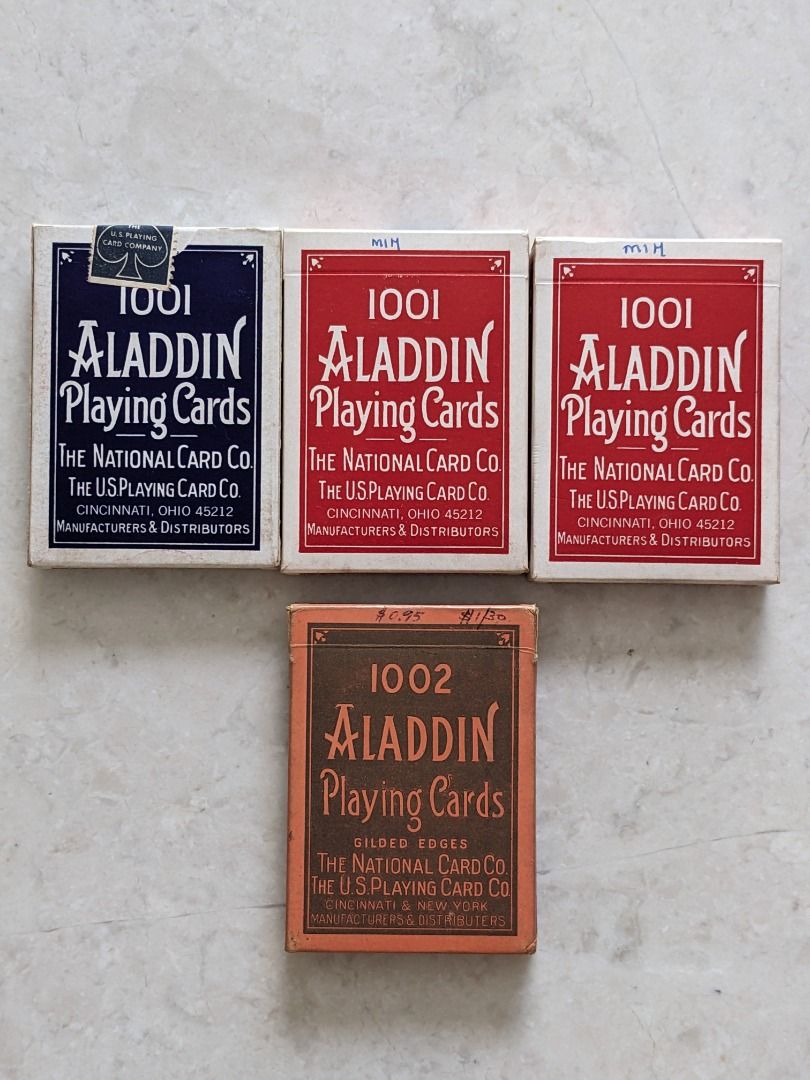 THE
U.S. PLAYING
CARD COMPANY
1001
ALADDIN
Playing Cards
THE NATIONAL CARD CO.
THE U.S. PLAYING CARD CO.
CINCINNATI, OHIO 45212
MANUFACTURERS & DISTRIBUTORS
MIM
1001
ALADDIN
Playing Cards
THE NATIONAL CARD CO.
THE U.S. PLAYING CARD CO.
CINCINNATI, OHIO 45212
MANUFACTURERS & DISTRIBUTORS
MIM
1001
ALADDIN
Playing Cards
THE NATIONAL CARD CO.
THE U.S. PLAYING CARD CO.
CINCINNATI, OHIO 45212
MANUFACTURERS & DISTRIBUTORS
$0.95 $1/30
1002
ALADDIN
Playing Cards
GILDED EDGES
THE NATIONAL CARD CO.
THE U.S. PLAYING CARD CO.
CINCINNATI & NEW YORK
MANUFACTURERS & DISTRIBUTERS